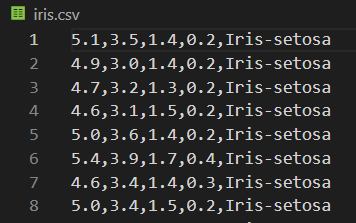 iris.csv
1 5.1,3.5,1.4,0.2,Iris-setosa
2 4.9,3.0,1.4,0.2,Iris-setosa
3 4.7,3.2,1.3,0.2,Iris-setosa
4 4.6,3.1,1.5,0.2,Iris-setosa
5 5.0,3.6,1.4,0.2,Iris-setosa
6 5.4,3.9,1.7,0.4,Iris-setosa
7 4.6,3.4,1.4,0.3,Iris-setosa
8 5.0,3.4,1.5,0.2,Iris-setosa